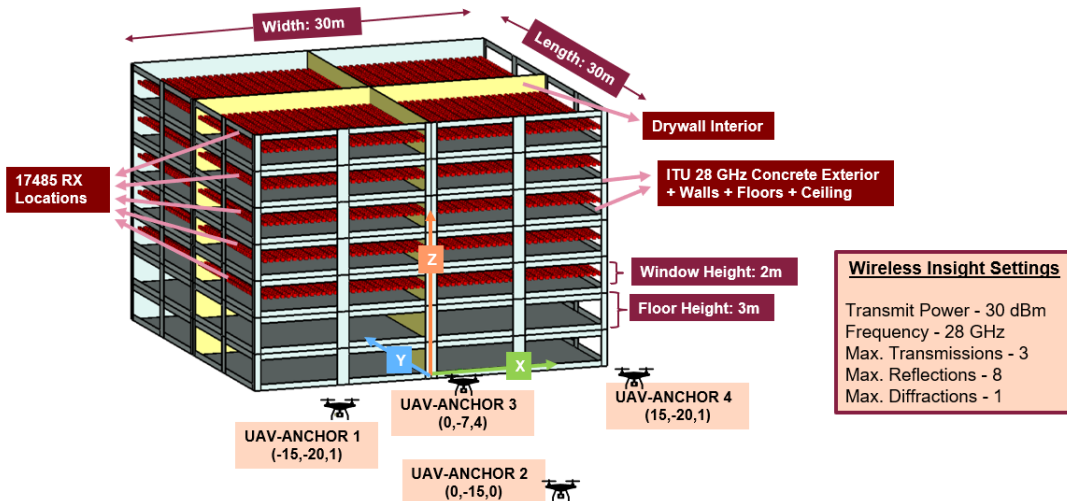 Width: 30m
Length: 30m
Drywall Interior
17485 RX
Locations
ITU 28 GHz Concrete Exterior
+ Walls + Floors + Ceiling
Z
Window Height: 2m
Floor Height: 3m
Y
X
Wireless Insight Settings
Transmit Power - 30 dBm
Frequency - 28 GHz
Max. Transmissions - 3
Max. Reflections - 8
Max. Diffractions - 1
UAV-ANCHOR 3
(0,-7,4)
UAV-ANCHOR 4
(15,-20,1)
UAV-ANCHOR 1
(-15,-20,1)
UAV-ANCHOR 2
(0,-15,0)